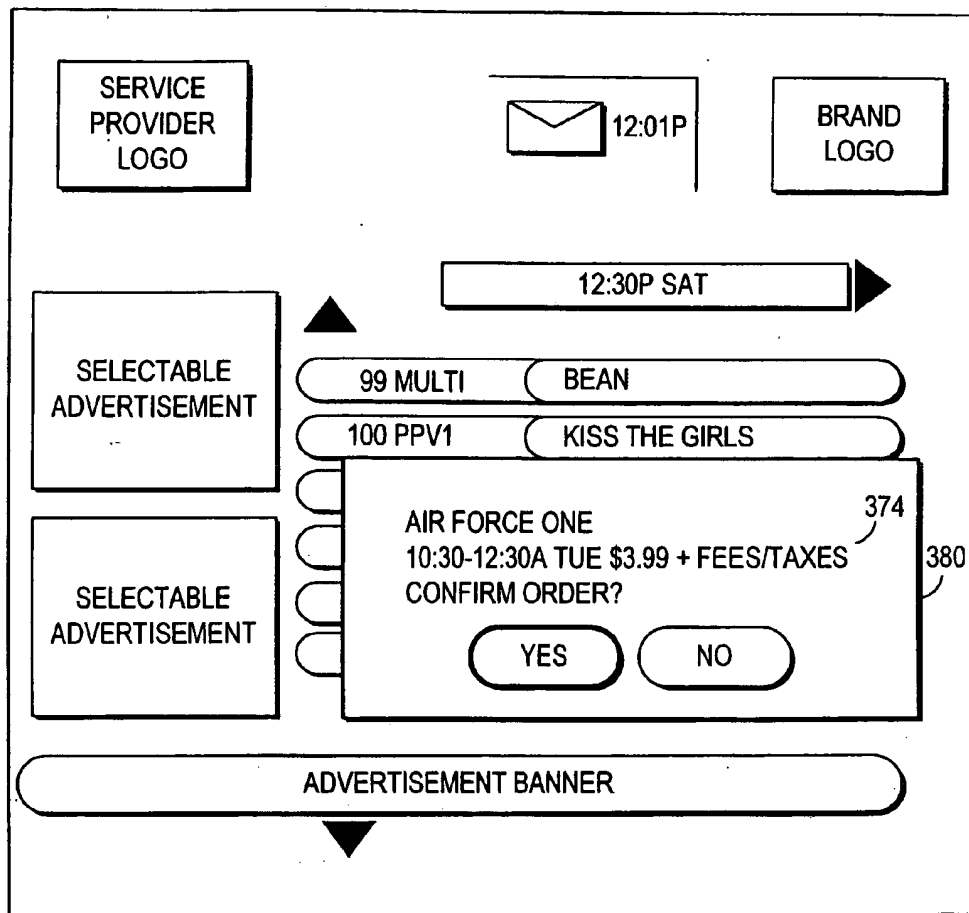 SERVICE
PROVIDER
LOGO
12:01P
BRAND
LOGO
12:30P SAT
SELECTABLE
ADVERTISEMENT
99 MULTI
BEAN
100 PPV1
KISS THE GIRLS
374
AIR FORCE ONE
10:30-12:30A TUE $3.99 + FEES/TAXES
380
CONFIRM ORDER?
SELECTABLE
ADVERTISEMENT
YES
NO
ADVERTISEMENT BANNER